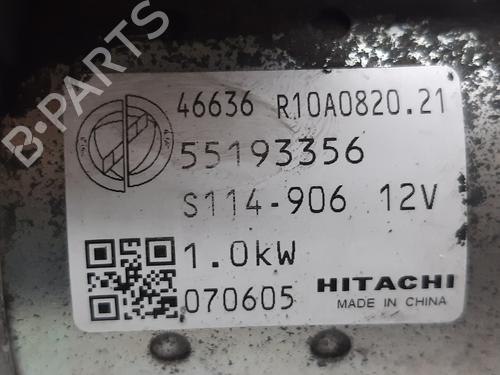 B-PARTS
46636 R10A0820.21
55193356
S114-906 12V
1.0kW
070605 HITACHI
MADE IN CHINA